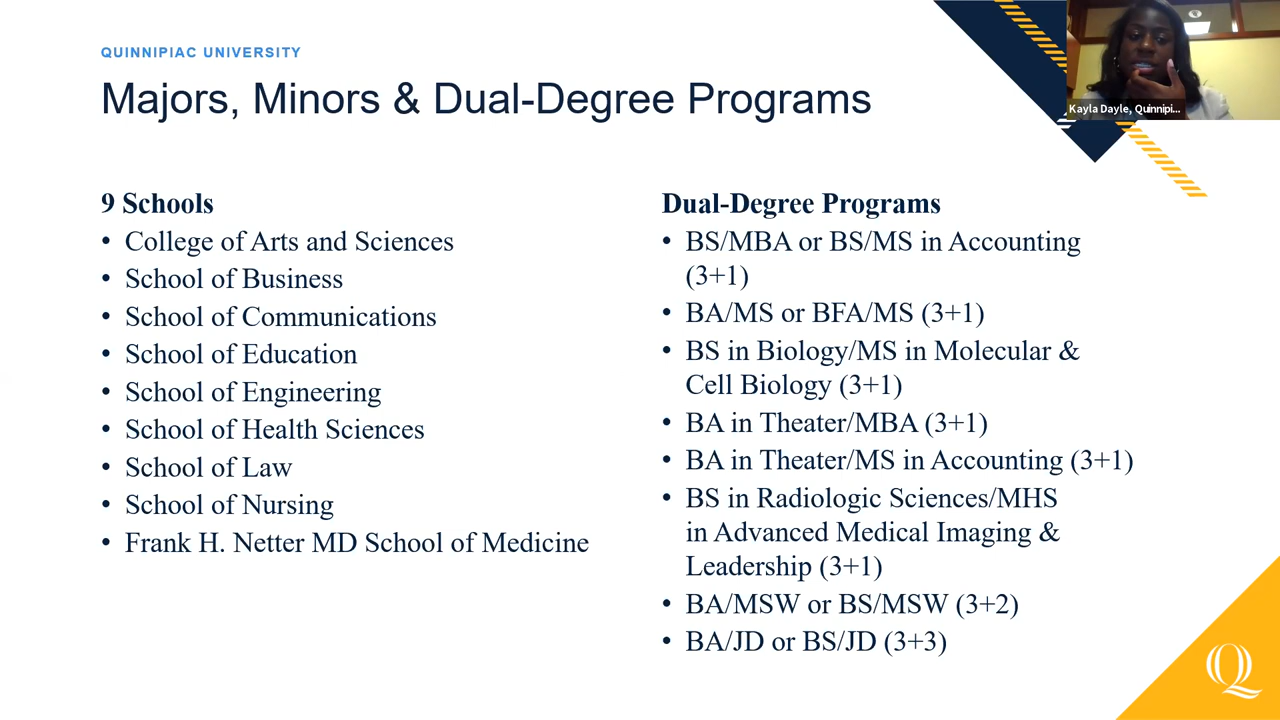 QUINNIPIAC UNIVERSITY
Majors, Minors & Dual-Degree Programs
Kayla Dayle, Quinnipi...
9 Schools
• College of Arts and Sciences
• School of Business
• School of Communications
• School of Education
• School of Engineering
• School of Health Sciences
• School of Law
• School of Nursing
• Frank H. Netter MD School of Medicine
Dual-Degree Programs
• BS/MBA or BS/MS in Accounting
(3+1)
• BA/MS or BFA/MS (3+1)
• BS in Biology/MS in Molecular &
Cell Biology (3+1)
• BA in Theater/MBA (3+1)
• BA in Theater/MS in Accounting (3+1)
• BS in Radiologic Sciences/MHS
in Advanced Medical Imaging &
Leadership (3+1)
• BA/MSW or BS/MSW (3+2)
• BA/JD or BS/JD (3+3)
Q